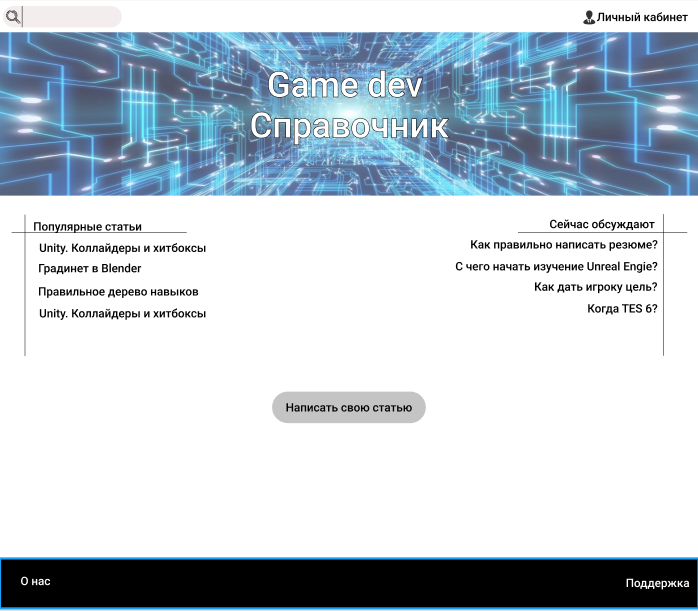 Личный кабинет
Game dev
Справочник
Популярные статьи
Unity. Коллайдеры и хитбоксы
Градинет в Blender
Правильное дерево навыков
Unity. Коллайдеры и хитбоксы
Сейчас обсуждают
Как правильно написать резюме?
С чего начать изучение Unreal Engie?
Как дать игроку цель?
Когда TES 6?
Написать свою статью
О нас
Поддержка